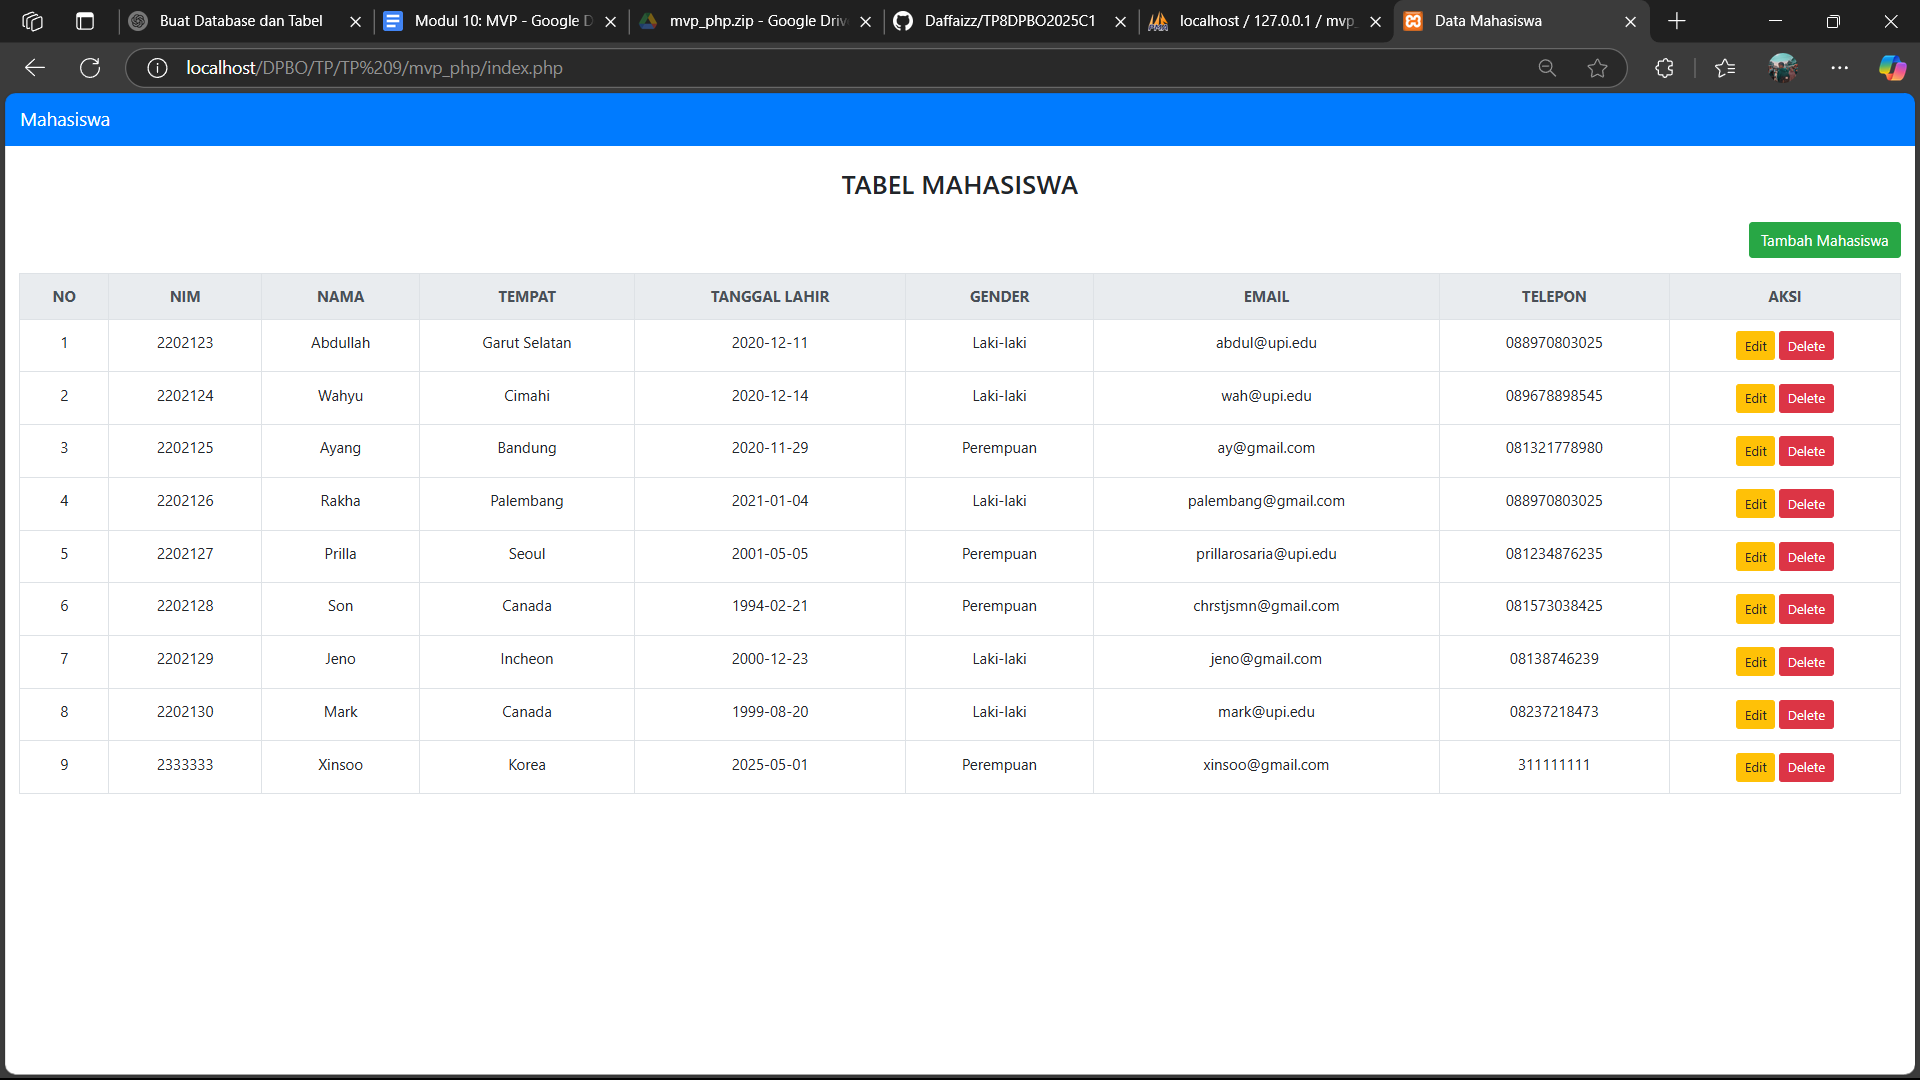 Buat Database dan Tabel
Modul 10: MVP - Google D
mvp_php.zip - Google Driv
Daffaizz/TP8DPBO2025C1
localhost / 127.0.0.1 / mvp_
Data Mahasiswa
localhost/DPBO/TP/TP%209/mvp_php/index.php
Mahasiswa
TABEL MAHASISWA
Tambah Mahasiswa
NO NIM NAMA TEMPAT TANGGAL LAHIR GENDER EMAIL TELEPON AKSI
1 2202123 Abdullah Garut Selatan 2020-12-11 Laki-laki abdul@upi.edu 088970803025 Edit Delete
2 2202124 Wahyu Cimahi 2020-12-14 Laki-laki wah@upi.edu 089678898545 Edit Delete
3 2202125 Ayang Bandung 2020-11-29 Perempuan ay@gmail.com 081321778980 Edit Delete
4 2202126 Rakha Palembang 2021-01-04 Laki-laki palembang@gmail.com 088970803025 Edit Delete
5 2202127 Prilla Seoul 2001-05-05 Perempuan prillarosaria@upi.edu 081234876235 Edit Delete
6 2202128 Son Canada 1994-02-21 Perempuan chrstjsmn@gmail.com 081573038425 Edit Delete
7 2202129 Jeno Incheon 2000-12-23 Laki-laki jeno@gmail.com 08138746239 Edit Delete
8 2202130 Mark Canada 1999-08-20 Laki-laki mark@upi.edu 08237218473 Edit Delete
9 2333333 Xinsoo Korea 2025-05-01 Perempuan xinsoo@gmail.com 311111111 Edit Delete